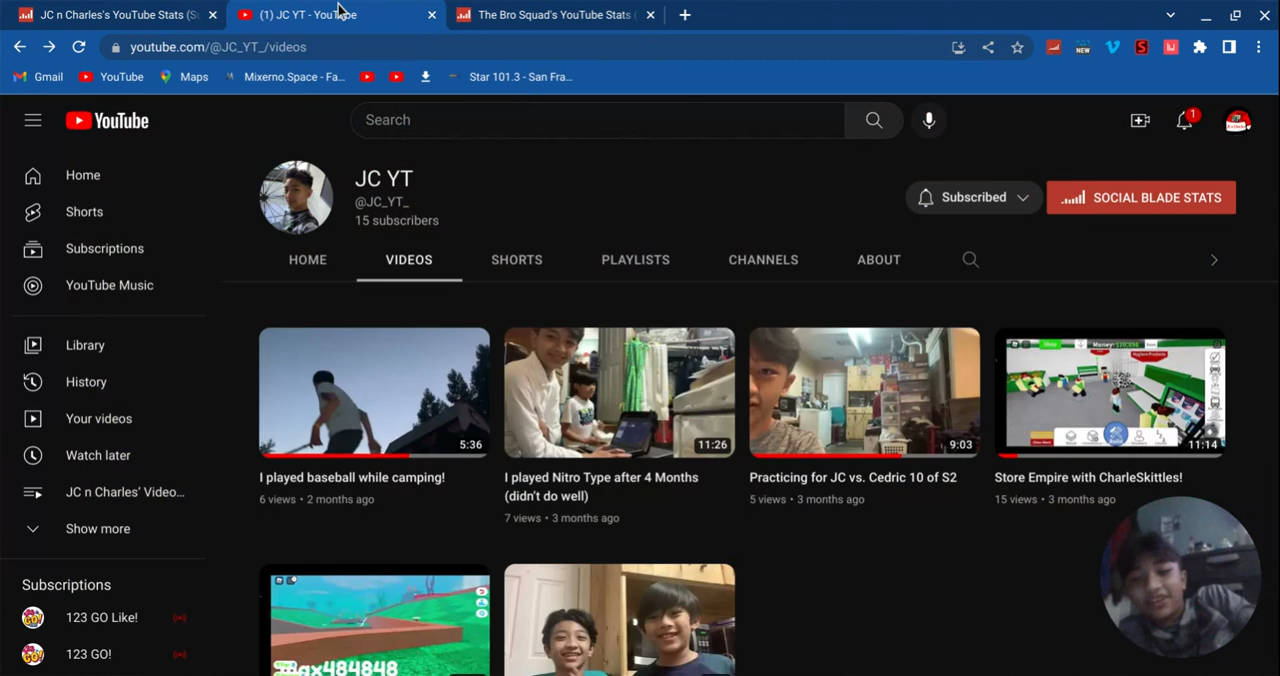 JC n Charles's YouTube Stats (Su
(1) JC YT - YouTube
The Bro Squad's YouTube Stats (
youtube.com/@JC_YT_/videos
Gmail
YouTube
Maps
Mixerno.Space - Fa...
Star 101.3 - San Fra...
YouTube
Search
1
Home
Shorts
Subscriptions
YouTube Music
Library
History
Your videos
Watch later
JC n Charles' Video...
Show more
Subscriptions
123 GO Like!
123 GO!
JC YT
@JC_YT_
15 subscribers
Subscribed
SOCIAL BLADE STATS
HOME
VIDEOS
SHORTS
PLAYLISTS
CHANNELS
ABOUT
5:36
I played baseball while camping!
6 views • 2 months ago
11:26
I played Nitro Type after 4 Months
(didn't do well)
7 views • 3 months ago
9:03
Practicing for JC vs. Cedric 10 of S2
5 views • 3 months ago
11:14
Store Empire with CharleSkittles!
15 views • 3 months ago
max484848